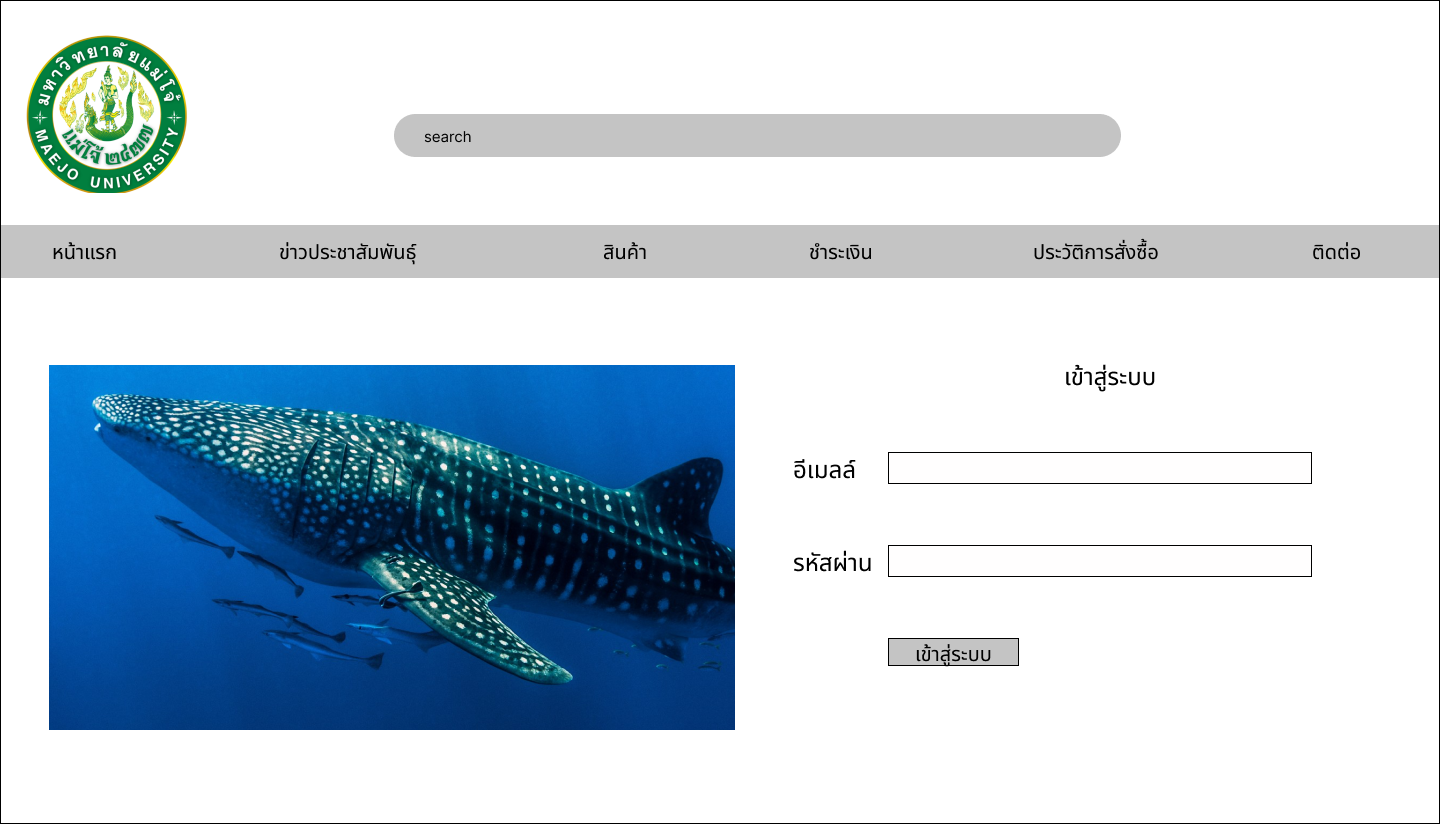 มหาวิทยาลัยแม่โจ้
แม่โจ้ ๒๔๗๗
MAEJO UNIVERSITY
search
หน้าแรก ข่าวประชาสัมพันธุ์ สินค้า ชำระเงิน ประวัติการสั่งซื้อ ติดต่อ
เข้าสู่ระบบ
อีเมลล์
รหัสผ่าน
เข้าสู่ระบบ